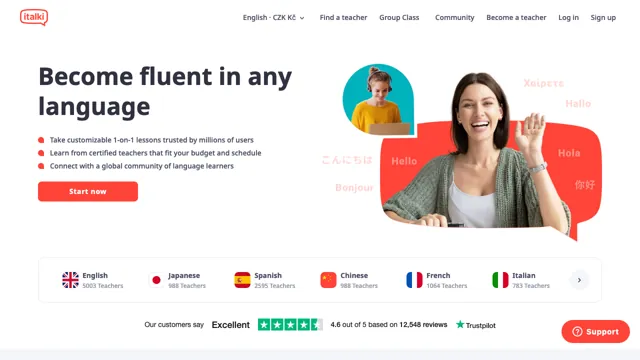 italki
English · CZK Kč
Find a teacher
Group Class
Community
Become a teacher
Log in
Sign up
Become fluent in any
language
Take customizable 1-on-1 lessons trusted by millions of users
Learn from certified teachers that fit your budget and schedule
Connect with a global community of language learners
Start now
Χαίρετε
Hallo
こんにちは
Hello
Hola
Bonjour
你好
English
5003 Teachers
Japanese
988 Teachers
Spanish
2595 Teachers
Chinese
988 Teachers
French
1064 Teachers
Italian
783 Teachers
Our customers say Excellent 4.6 out of 5 based on 12,548 reviews Trustpilot
Support